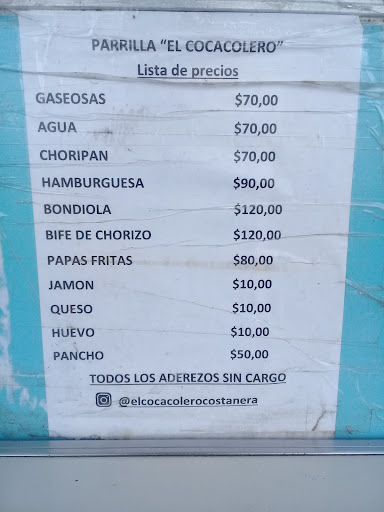 PARRILLA "EL COCACOLERO"
Lista de precios
GASEOSAS $70,00
AGUA $70,00
CHORIPAN $70,00
HAMBURGUESA $90,00
BONDIOLA $120,00
BIFE DE CHORIZO $120,00
PAPAS FRITAS $80,00
JAMON $10,00
QUESO $10,00
HUEVO $10,00
PANCHO $50,00
TODOS LOS ADEREZOS SIN CARGO
@elcocacolerocostanera